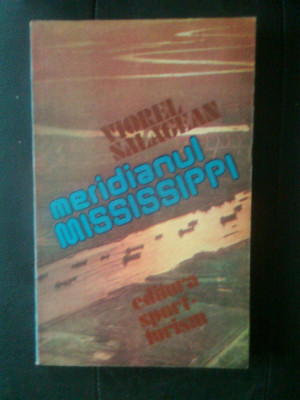 VIOREL
SALAGEAN
meridianul
MISSISSIPPI
editura
sport-
turism